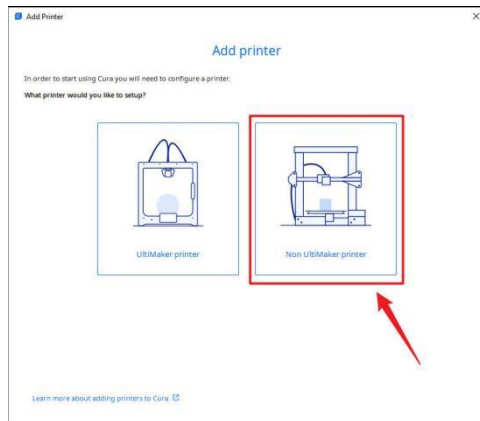 Add Printer
Add printer
In order to start using Cura you will need to configure a printer.
What printer would you like to setup?
UltiMaker printer
Non UltiMaker printer
Learn more about adding printers to Cura